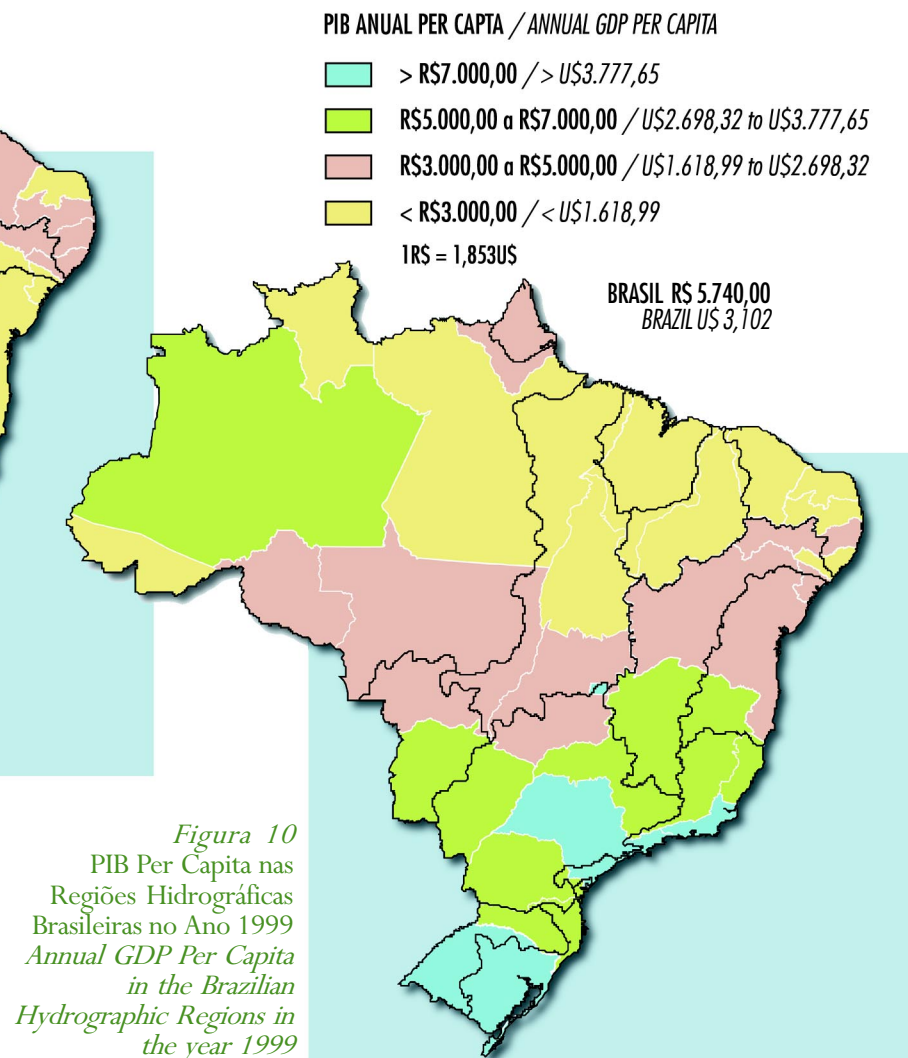 PIB ANUAL PER CAPTA / ANNUAL GDP PER CAPITA
> R$7.000,00 / > U$3.777,65
R$5.000,00 a R$7.000,00 / U$2.698,32 to U$3.777,65
R$3.000,00 a R$5.000,00 / U$1.618,99 to U$2.698,32
< R$3.000,00 / < U$1.618,99
1R$ = 1,853U$
BRASIL R$ 5.740,00
BRAZIL U$ 3,102
Figura 10
PIB Per Capita nas
Regiões Hidrográficas
Brasileiras no Ano 1999
Annual GDP Per Capita
in the Brazilian
Hydrographic Regions in
the year 1999